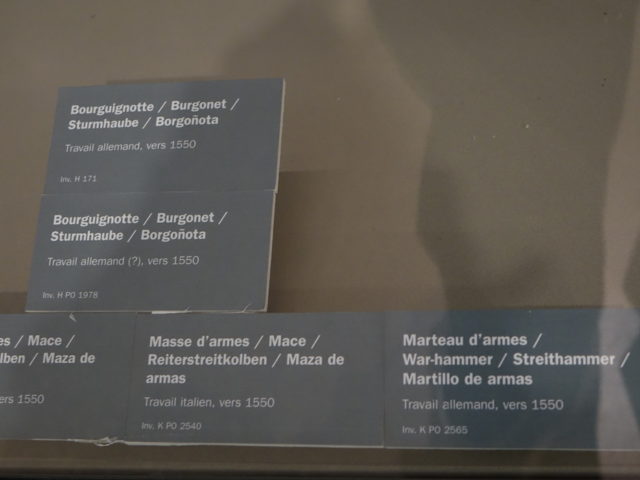 Bourguignotte / Burgonet /
Sturmhaube / Borgoñota
Travail allemand, vers 1550
Inv. H 171
Bourguignotte / Burgonet /
Sturmhaube / Borgoñota
Travail allemand (?), vers 1550
Inv. H PO 1978
es / Mace /
lben / Maza de
ers 1550
Masse d'armes / Mace /
Reiterstreitkolben / Maza de
armas
Travail italien, vers 1550
Inv. K PO 2540
Marteau d'armes /
War-hammer / Streithammer /
Martillo de armas
Travail allemand, vers 1550
Inv. K PO 2565